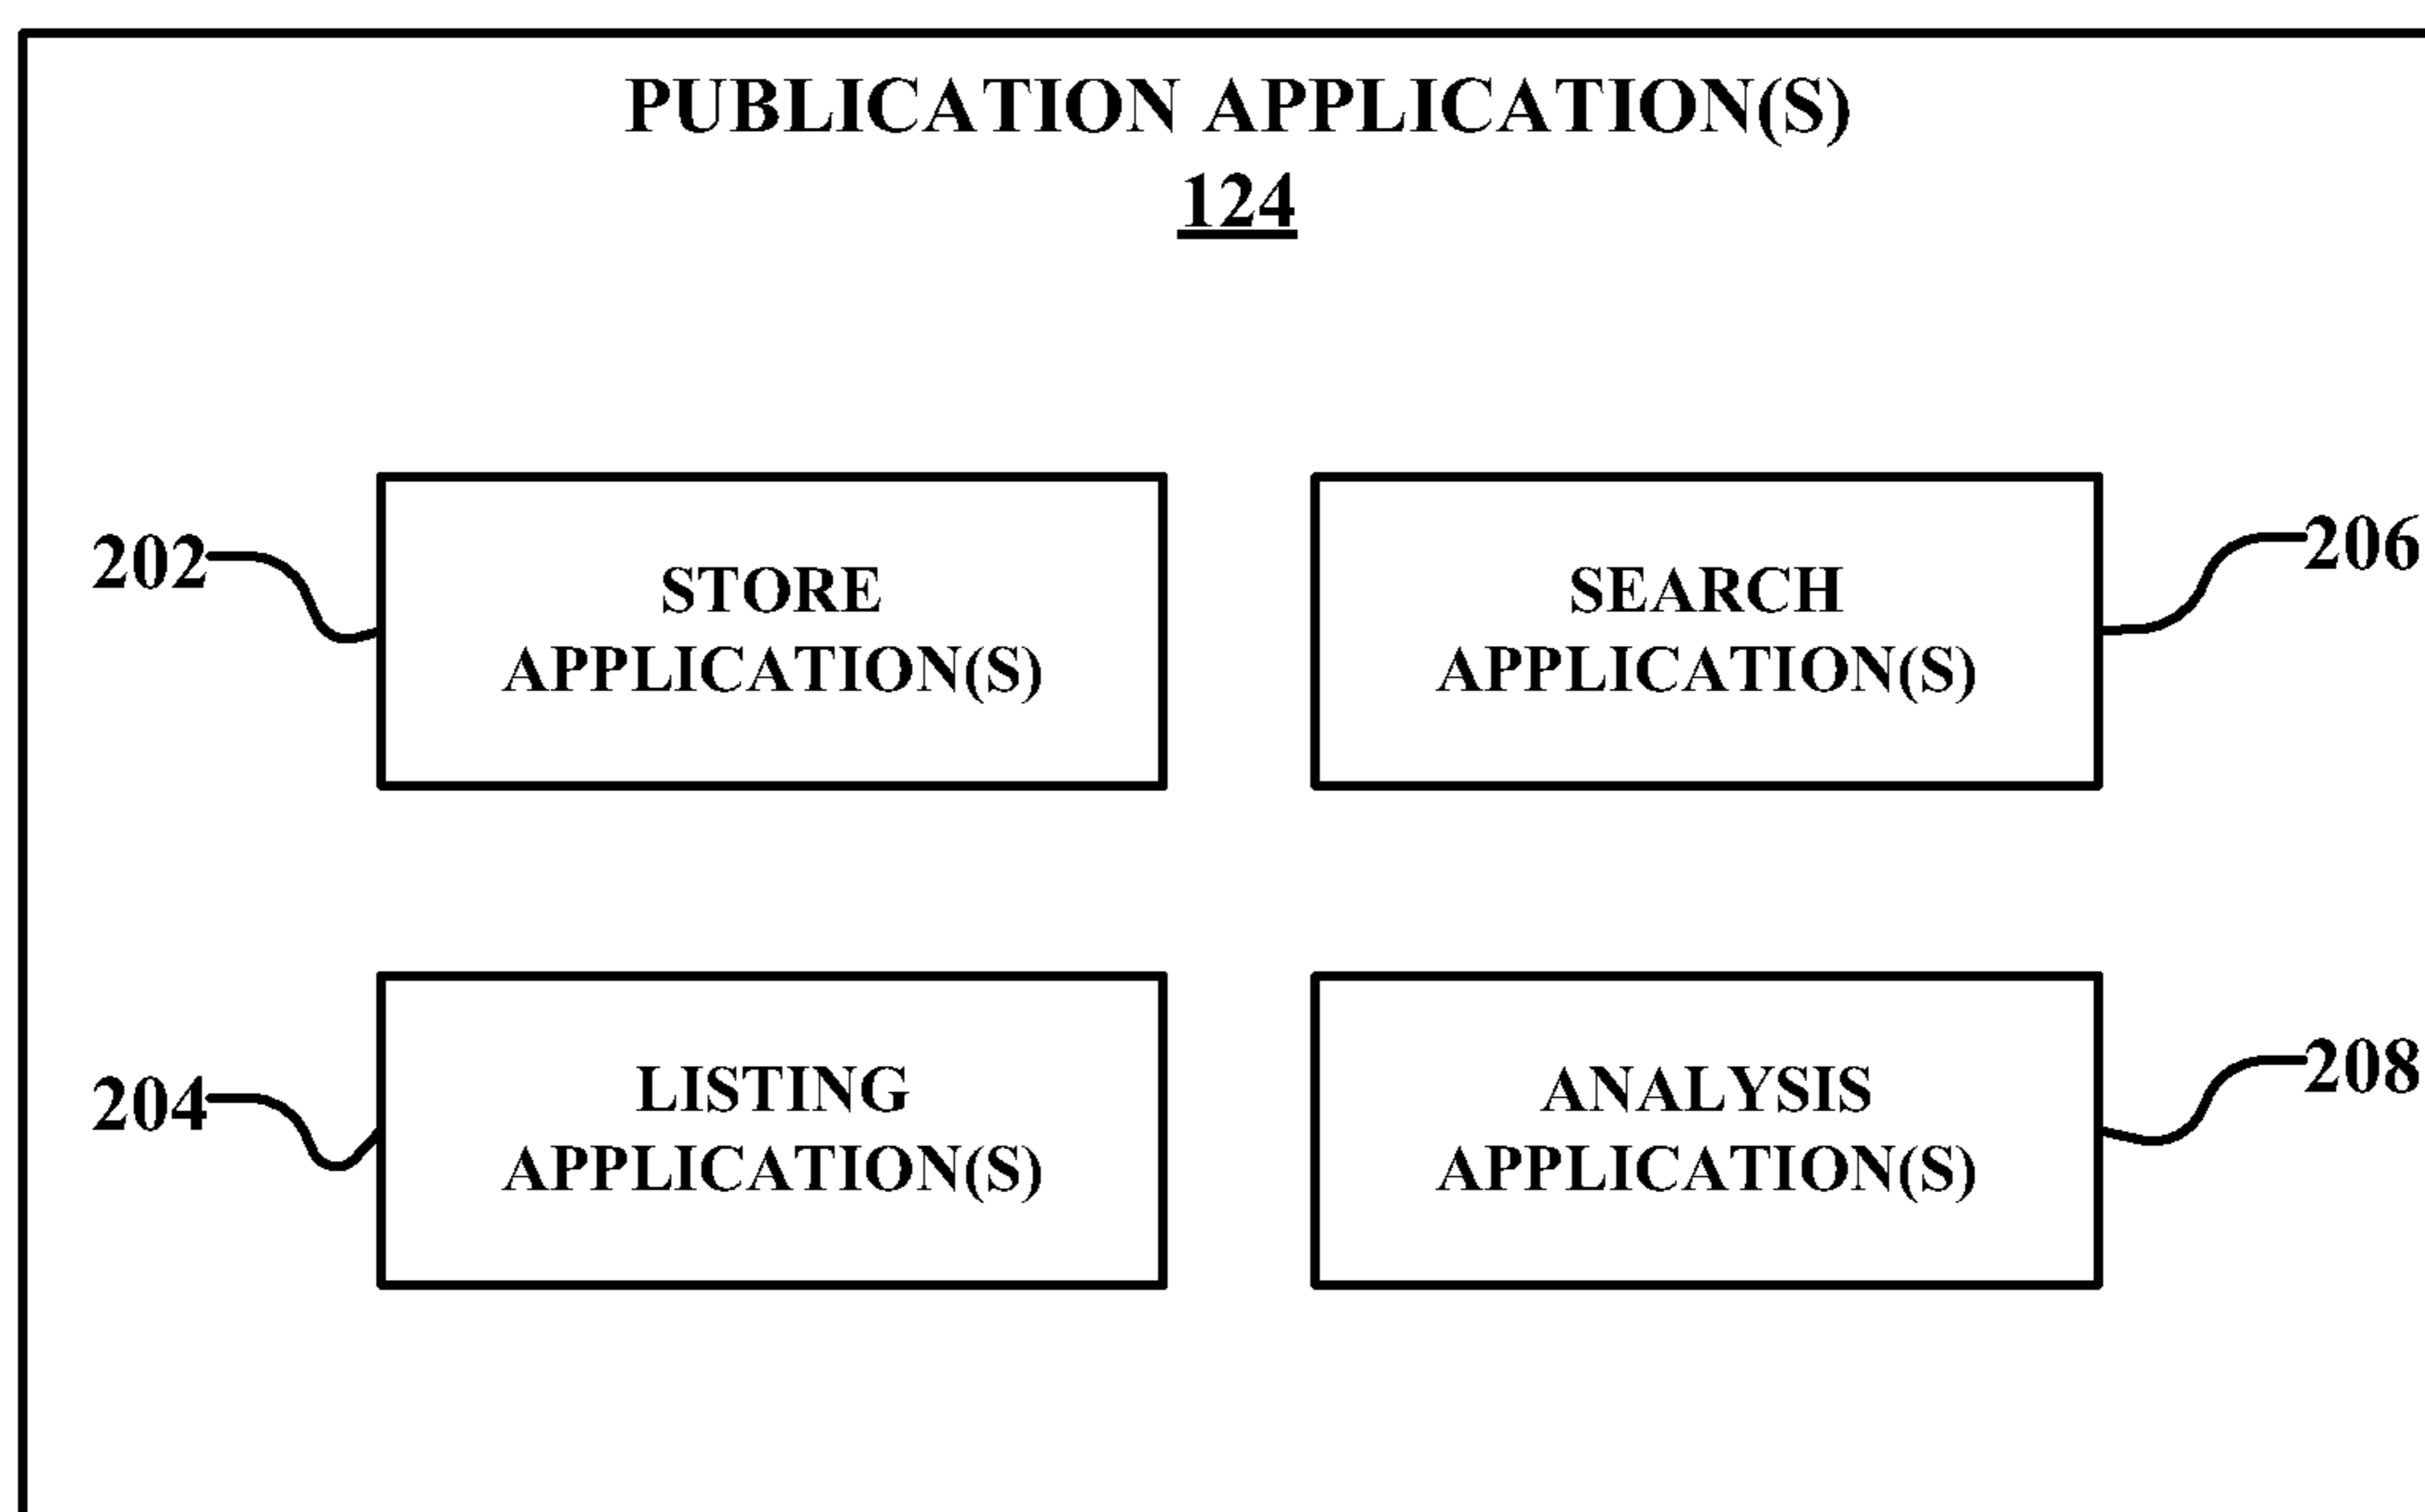 PUBLICATION APPLICATION(S)
124
202
STORE
APPLICATION(S)
SEARCH
APPLICATION(S)
206
204
LISTING
APPLICATION(S)
ANALYSIS
APPLICATION(S)
208